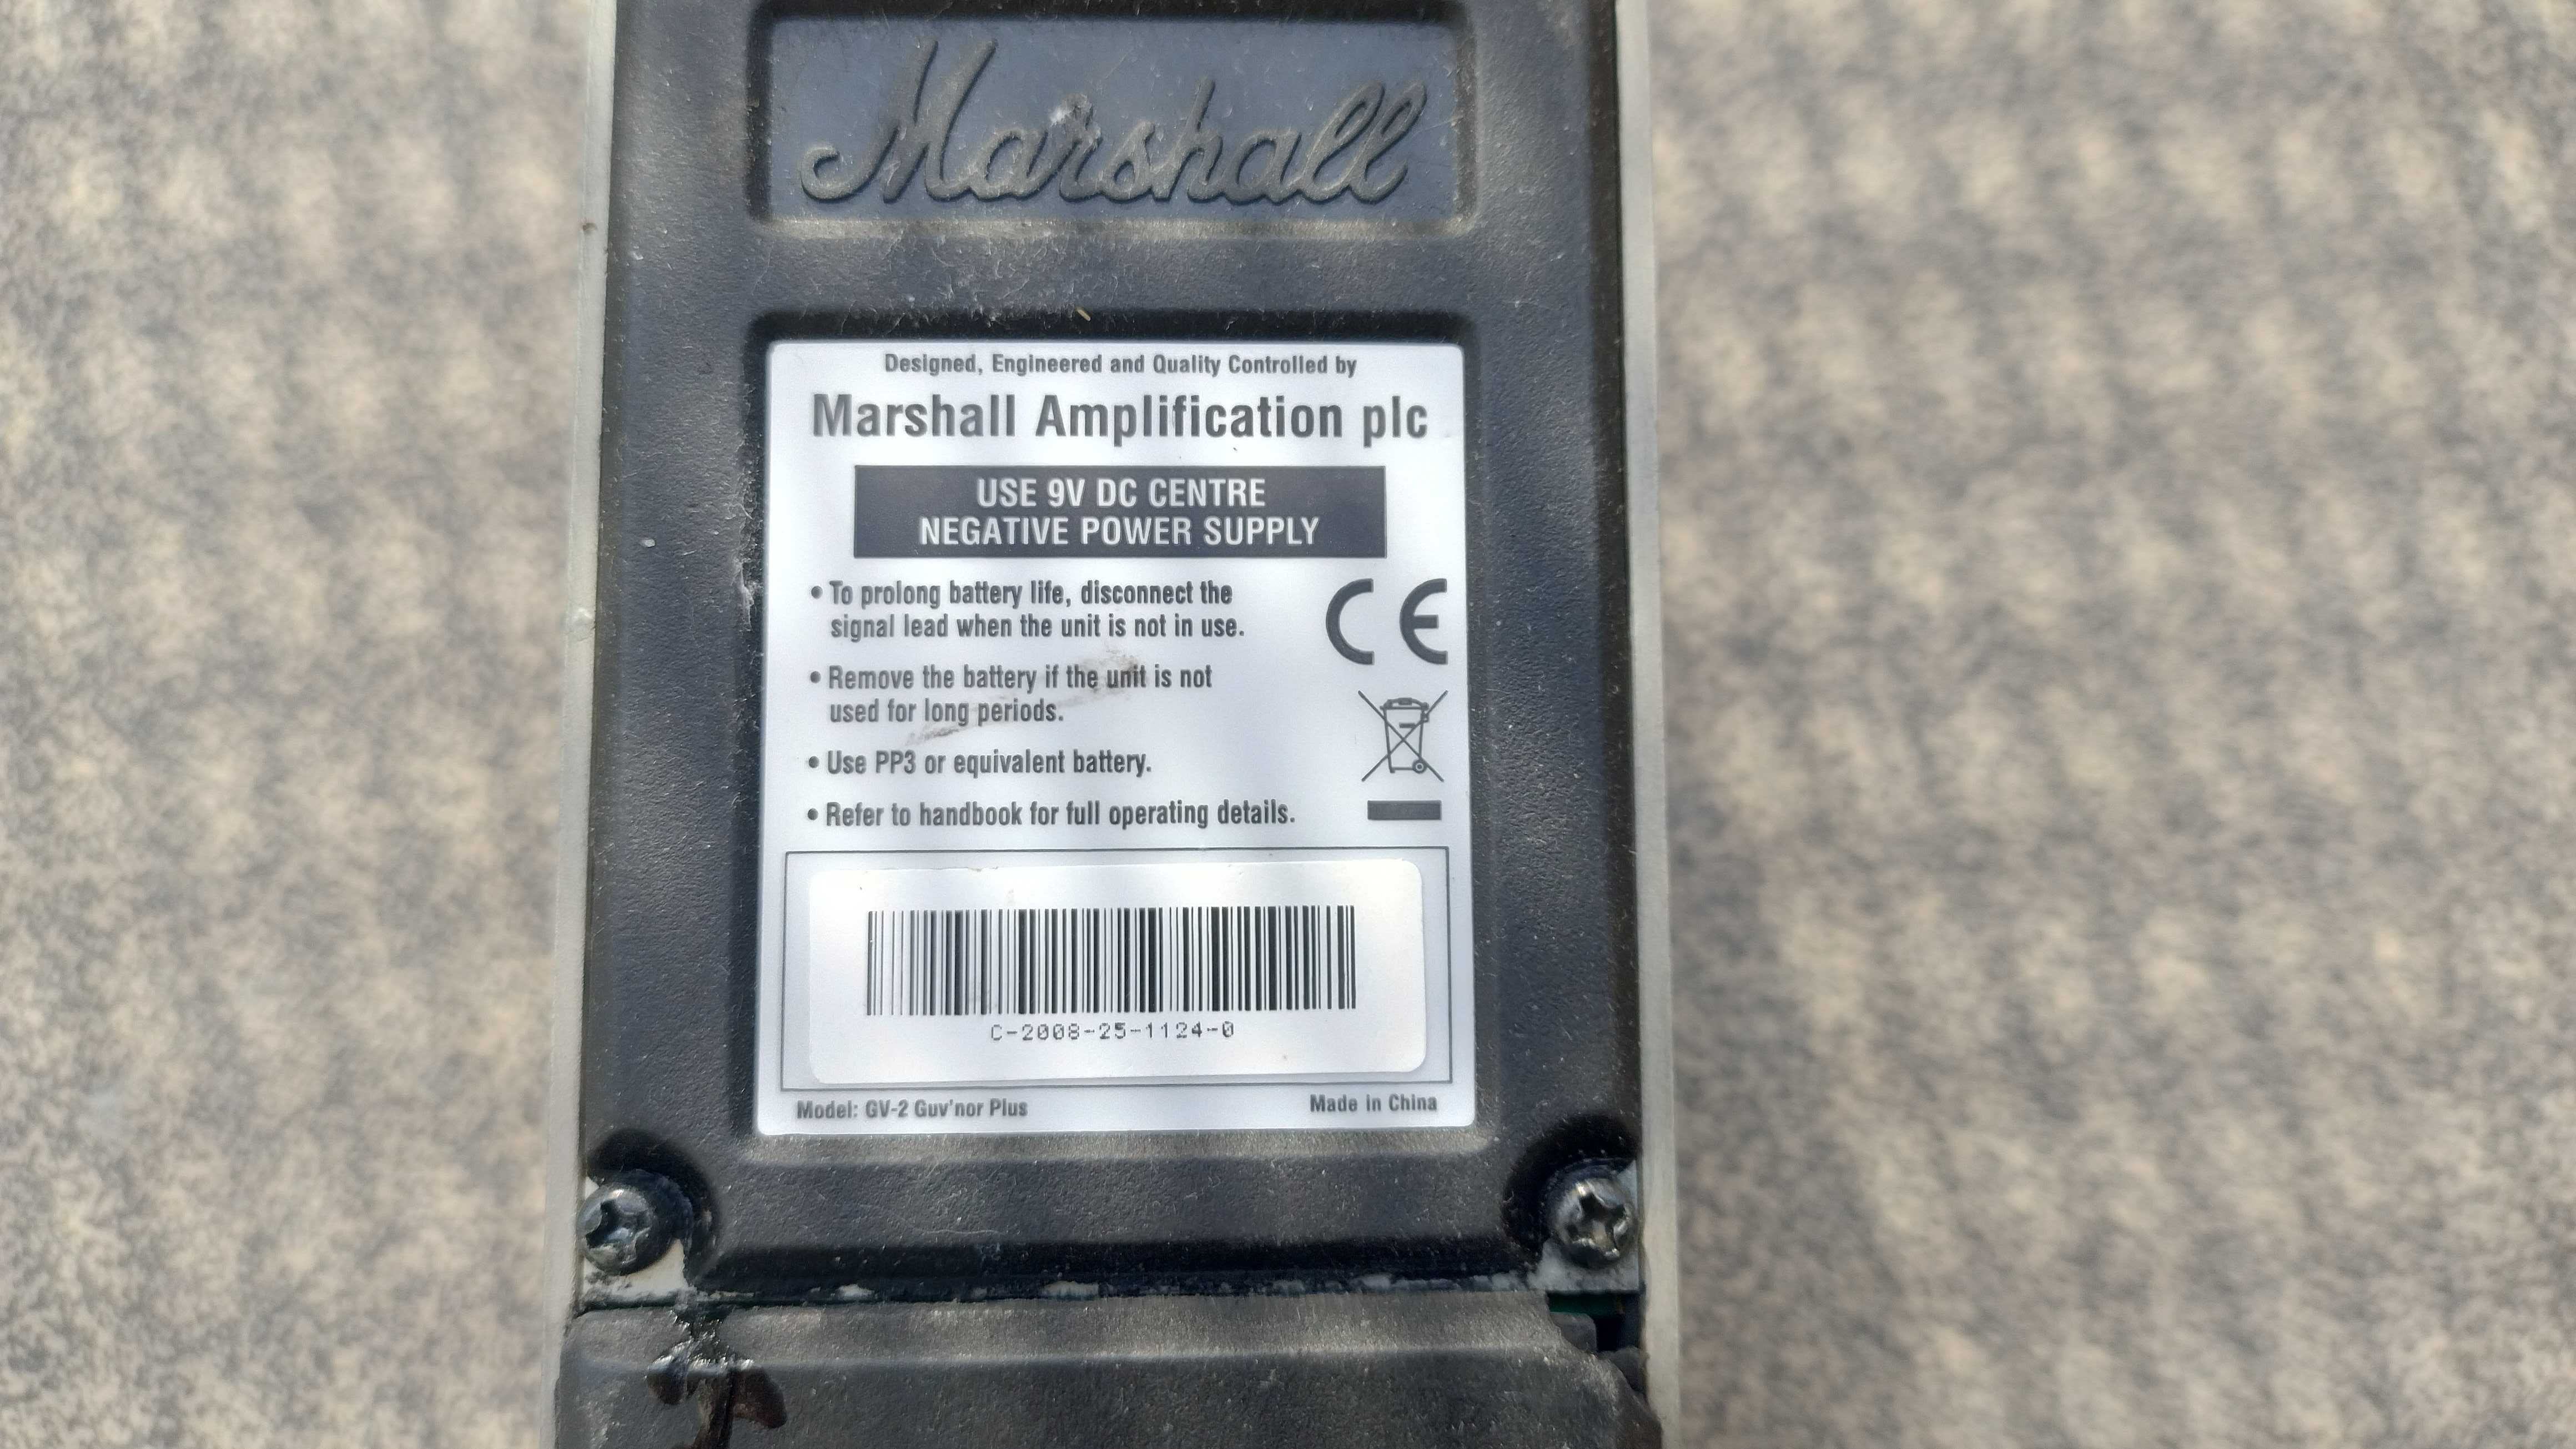 Marshall
Designed, Engineered and Quality Controlled by
Marshall Amplification plc
USE 9V DC CENTRE
NEGATIVE POWER SUPPLY
• To prolong battery life, disconnect the
signal lead when the unit is not in use.
• Remove the battery if the unit is not
used for long periods.
• Use PP3 or equivalent battery.
• Refer to handbook for full operating details.
CE
C-2008-25-1124-0
Model: GV-2 Guv'nor Plus
Made in China